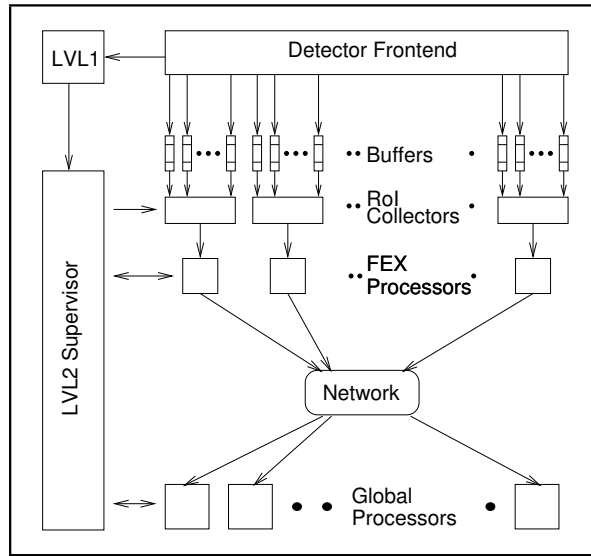 LVL1
Detector Frontend
Buffers
RoI
Collectors
FEX
Processors
LVL2 Supervisor
Network
Global
Processors